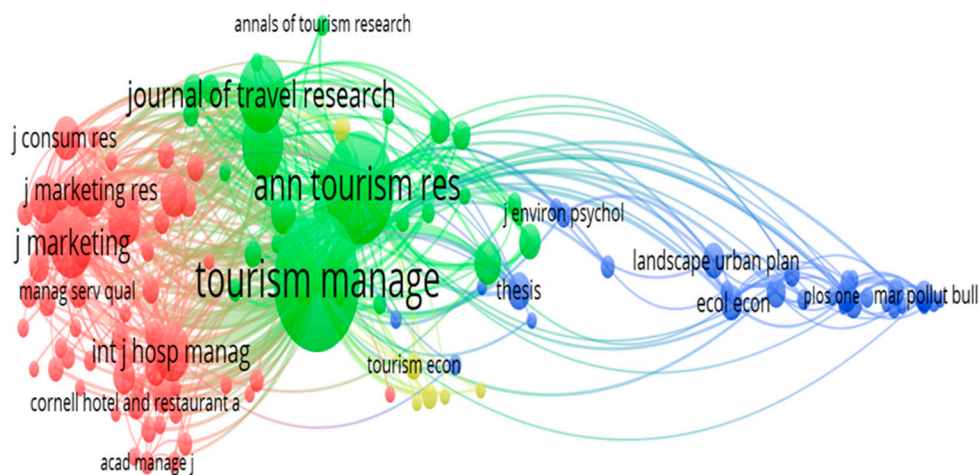 annals of tourism research
journal of travel research
j consum res
ann tourism res
j marketing res
j environ psychol
j marketing
landscape urban plan
tourism manage
thesis
manag serv qual
ecol econ
plos one
mar pollut bull
int j hosp manag
tourism econ
cornell hotel and restaurant a
acad manage j